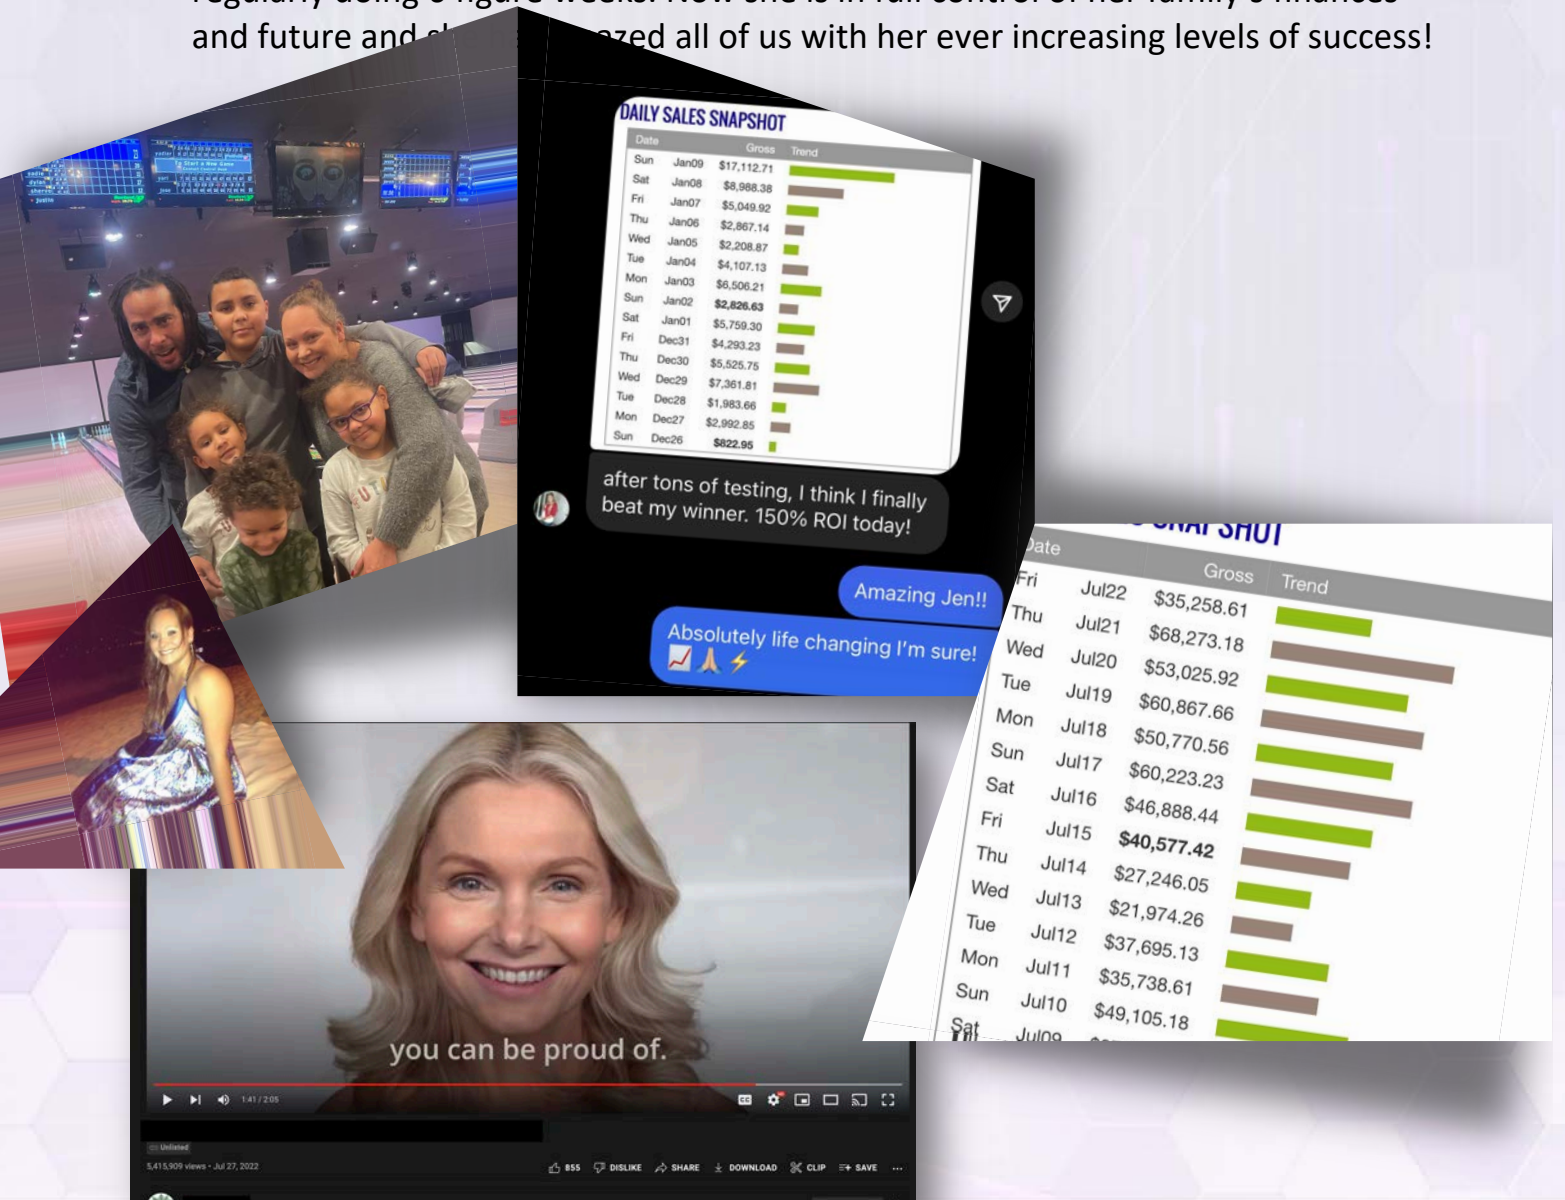 and future and azed all of us with her ever increasing levels of success!
DAILY SALES SNAPSHOT
Date Gross Trend
Sun Jan09 $17,112.71
Sat Jan08 $8,988.38
Fri Jan07 $5,049.92
Thu Jan06 $2,867.14
Wed Jan05 $2,208.87
Tue Jan04 $4,107.13
Mon Jan03 $6,506.21
Sun Jan02 $2,826.63
Sat Jan01 $5,759.30
Fri Dec31 $4,293.23
Thu Dec30 $5,525.75
Wed Dec29 $7,361.81
Tue Dec28 $1,983.66
Mon Dec27 $2,992.85
Sun Dec26 $822.95
after tons of testing, I think I finally
beat my winner. 150% ROI today!
Amazing Jen!!
Absolutely life changing I'm sure!
📈🙏⚡
SNAPSHOT
Date Gross Trend
Fri Jul22 $35,258.61
Thu Jul21 $68,273.18
Wed Jul20 $53,025.92
Tue Jul19 $60,867.66
Mon Jul18 $50,770.56
Sun Jul17 $60,223.23
Sat Jul16 $46,888.44
Fri Jul15 $40,577.42
Thu Jul14 $27,246.05
Wed Jul13 $21,974.26
Tue Jul12 $37,695.13
Mon Jul11 $35,738.61
Sun Jul10 $49,105.18
Sat Jul09
Start a New Game
justin
you can be proud of.
1:41 / 2:05
CC
Unlisted
5,415,909 views • Jul 27, 2022
855 DISLIKE SHARE DOWNLOAD CLIP SAVE ...